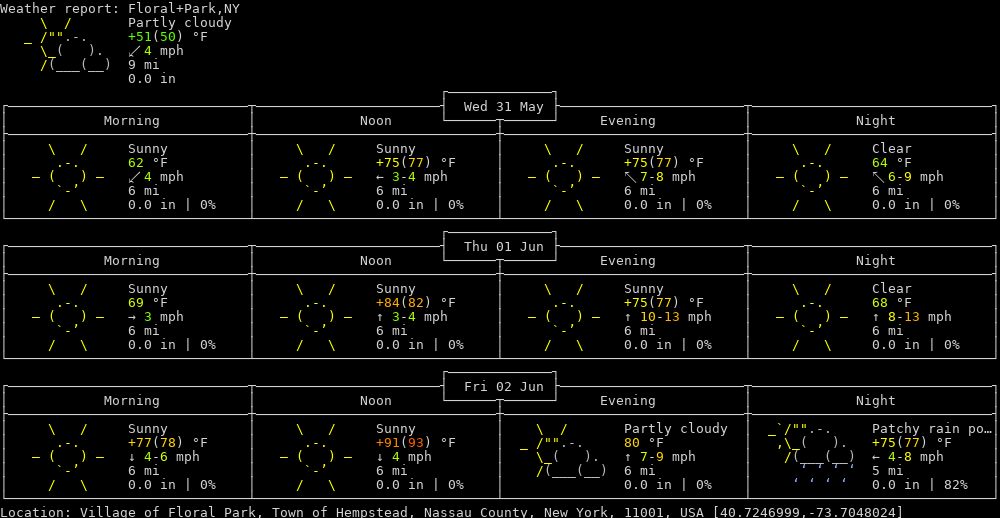 Weather report: Floral+Park,NY
Partly cloudy
+51(50) °F
↙ 4 mph
9 mi
0.0 in
Wed 31 May
Morning Noon Evening Night
Sunny Sunny Sunny Clear
62 °F +75(77) °F +75(77) °F 64 °F
↙ 4 mph ← 3-4 mph ↖ 7-8 mph ↖ 6-9 mph
6 mi 6 mi 6 mi 6 mi
0.0 in | 0% 0.0 in | 0% 0.0 in | 0% 0.0 in | 0%
Thu 01 Jun
Morning Noon Evening Night
Sunny Sunny Sunny Clear
69 °F +84(82) °F +75(77) °F 68 °F
→ 3 mph ↑ 3-4 mph ↑ 10-13 mph ↑ 8-13 mph
6 mi 6 mi 6 mi 6 mi
0.0 in | 0% 0.0 in | 0% 0.0 in | 0% 0.0 in | 0%
Fri 02 Jun
Morning Noon Evening Night
Sunny Sunny Partly cloudy Patchy rain po…
+77(78) °F +91(93) °F 80 °F +75(77) °F
↓ 4-6 mph ↓ 4 mph ↑ 7-9 mph ← 4-8 mph
6 mi 6 mi 6 mi 5 mi
0.0 in | 0% 0.0 in | 0% 0.0 in | 0% 0.0 in | 82%
Location: Village of Floral Park, Town of Hempstead, Nassau County, New York, 11001, USA [40.7246999,-73.7048024]